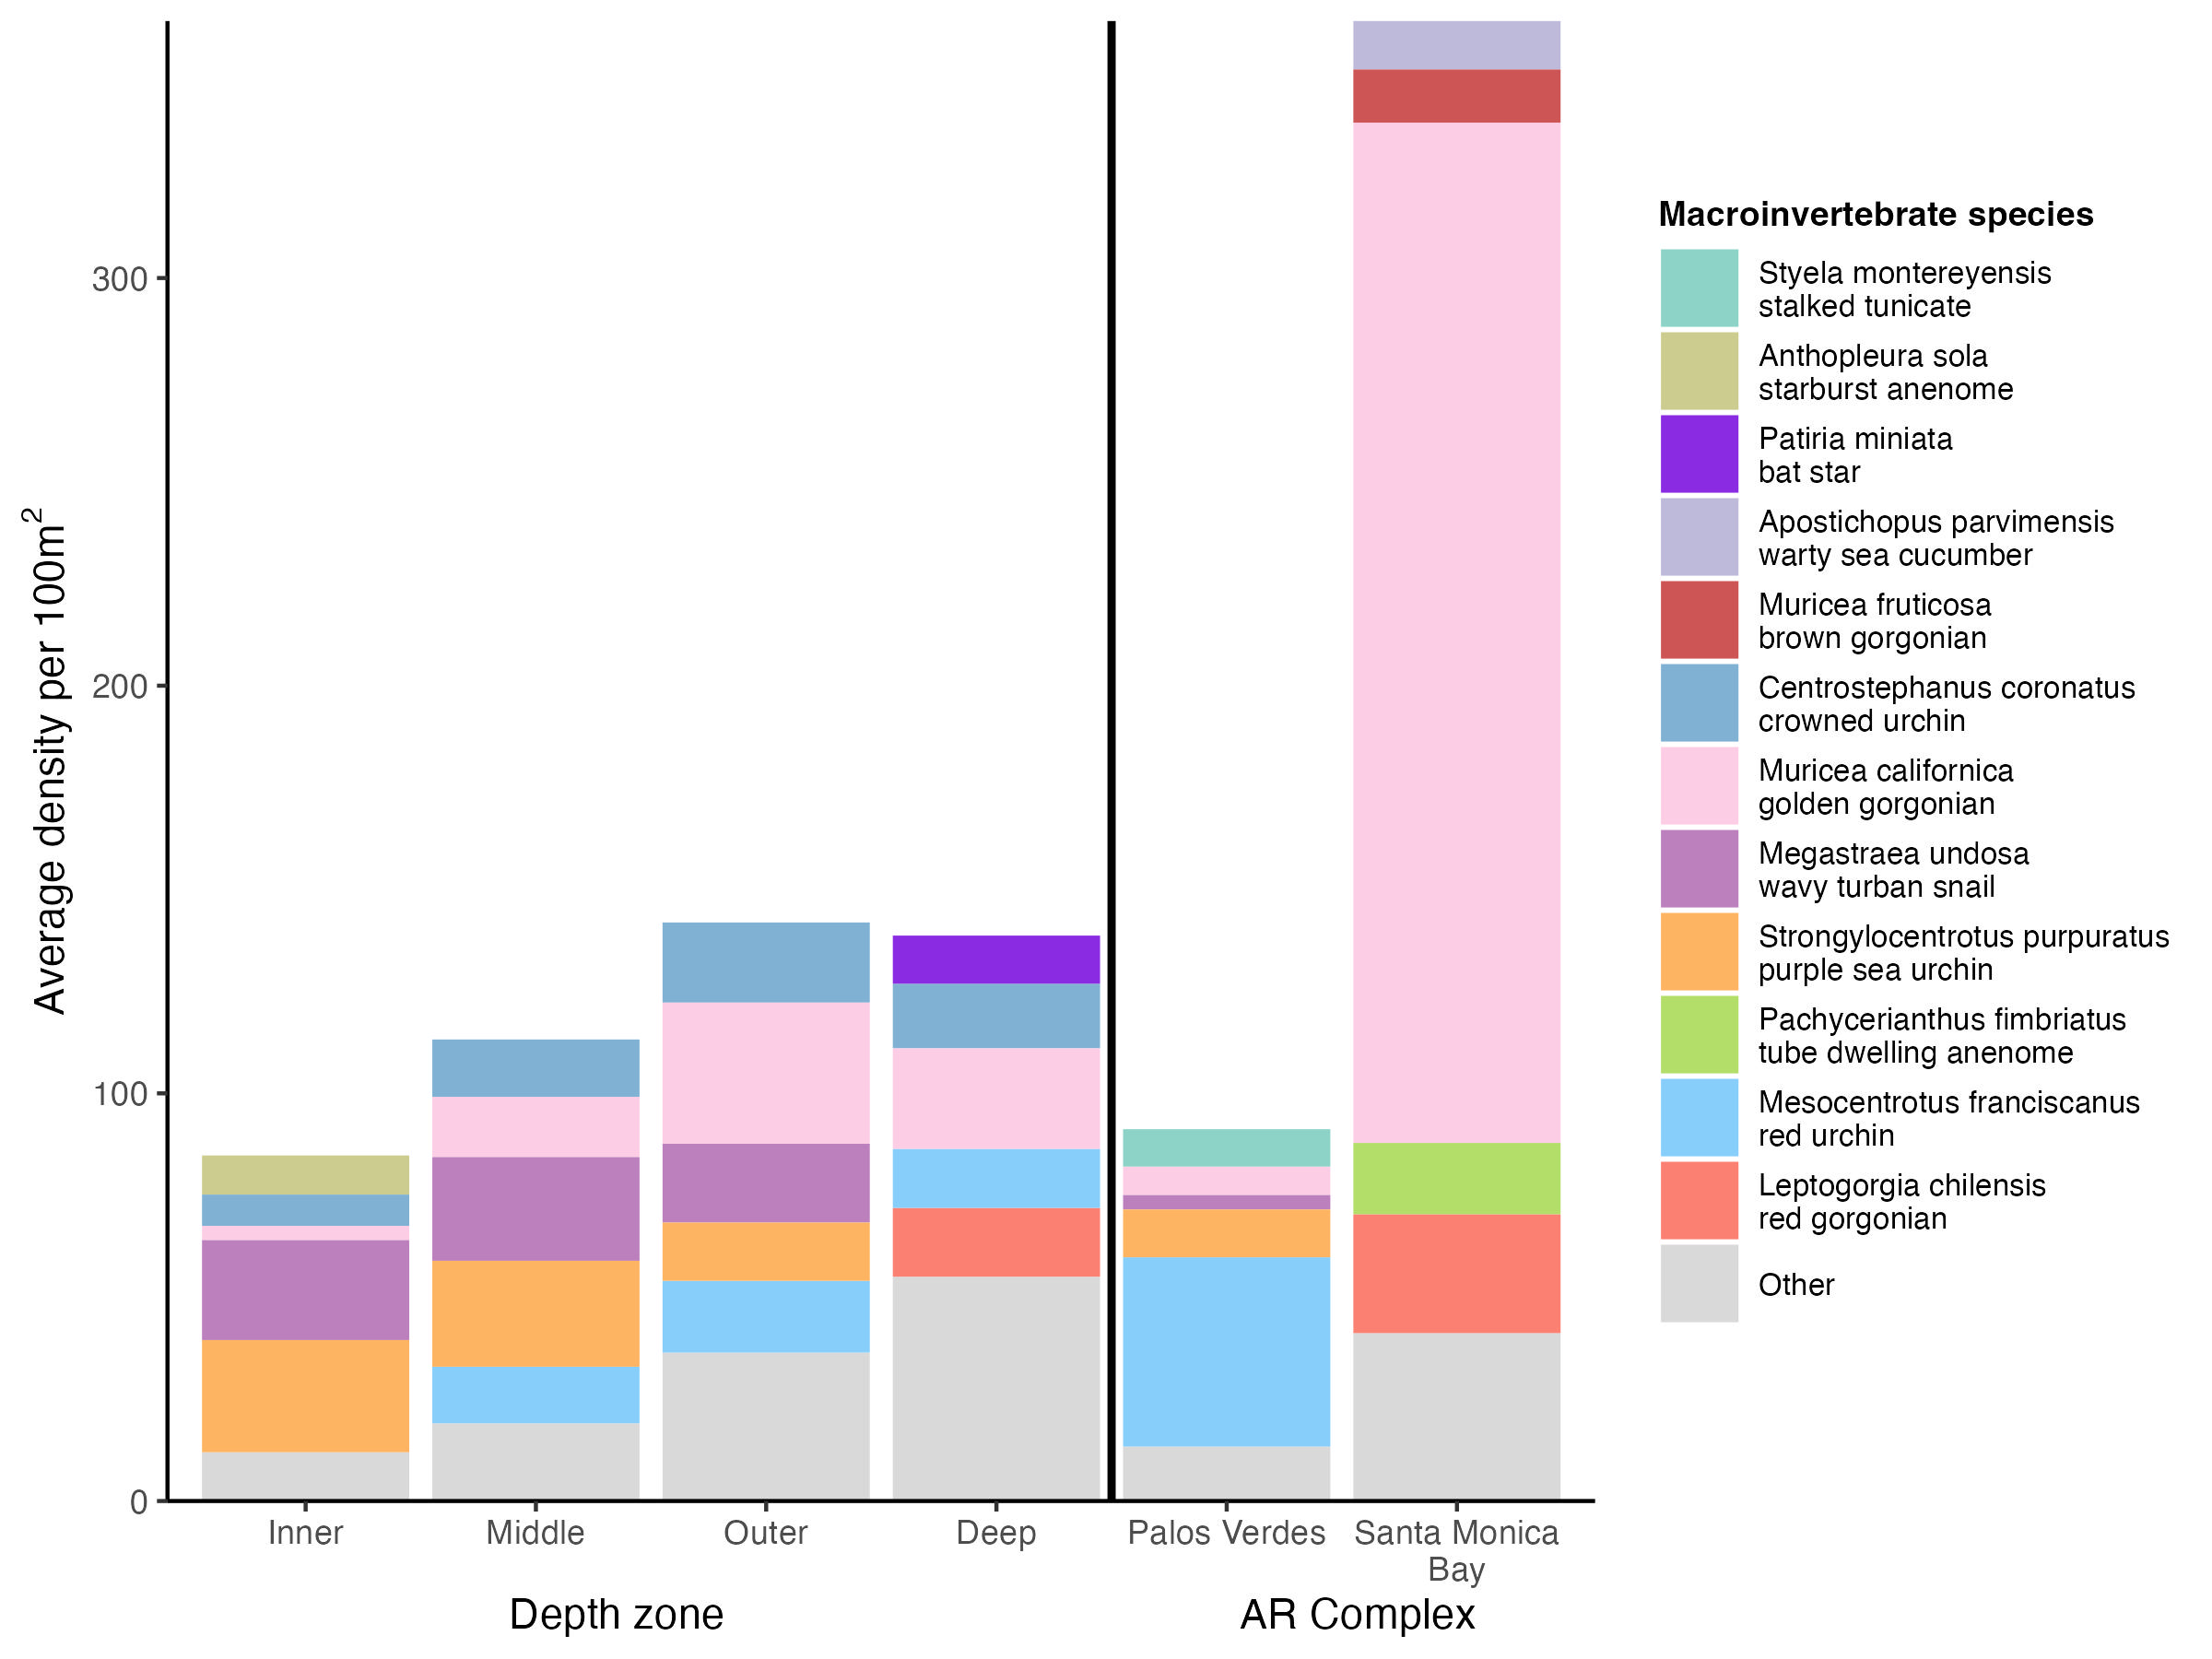 Average density per 100m²
300
200
100
0
Inner
Middle
Outer
Deep
Palos Verdes
Santa Monica
Bay
Depth zone
AR Complex
Macroinvertebrate species
Styela montereyensis
stalked tunicate
Anthopleura sola
starburst anenome
Patiria miniata
bat star
Apostichopus parvimensis
warty sea cucumber
Muricea fruticosa
brown gorgonian
Centrostephanus coronatus
crowned urchin
Muricea californica
golden gorgonian
Megastraea undosa
wavy turban snail
Strongylocentrotus purpuratus
purple sea urchin
Pachycerianthus fimbriatus
tube dwelling anenome
Mesocentrotus franciscanus
red urchin
Leptogorgia chilensis
red gorgonian
Other